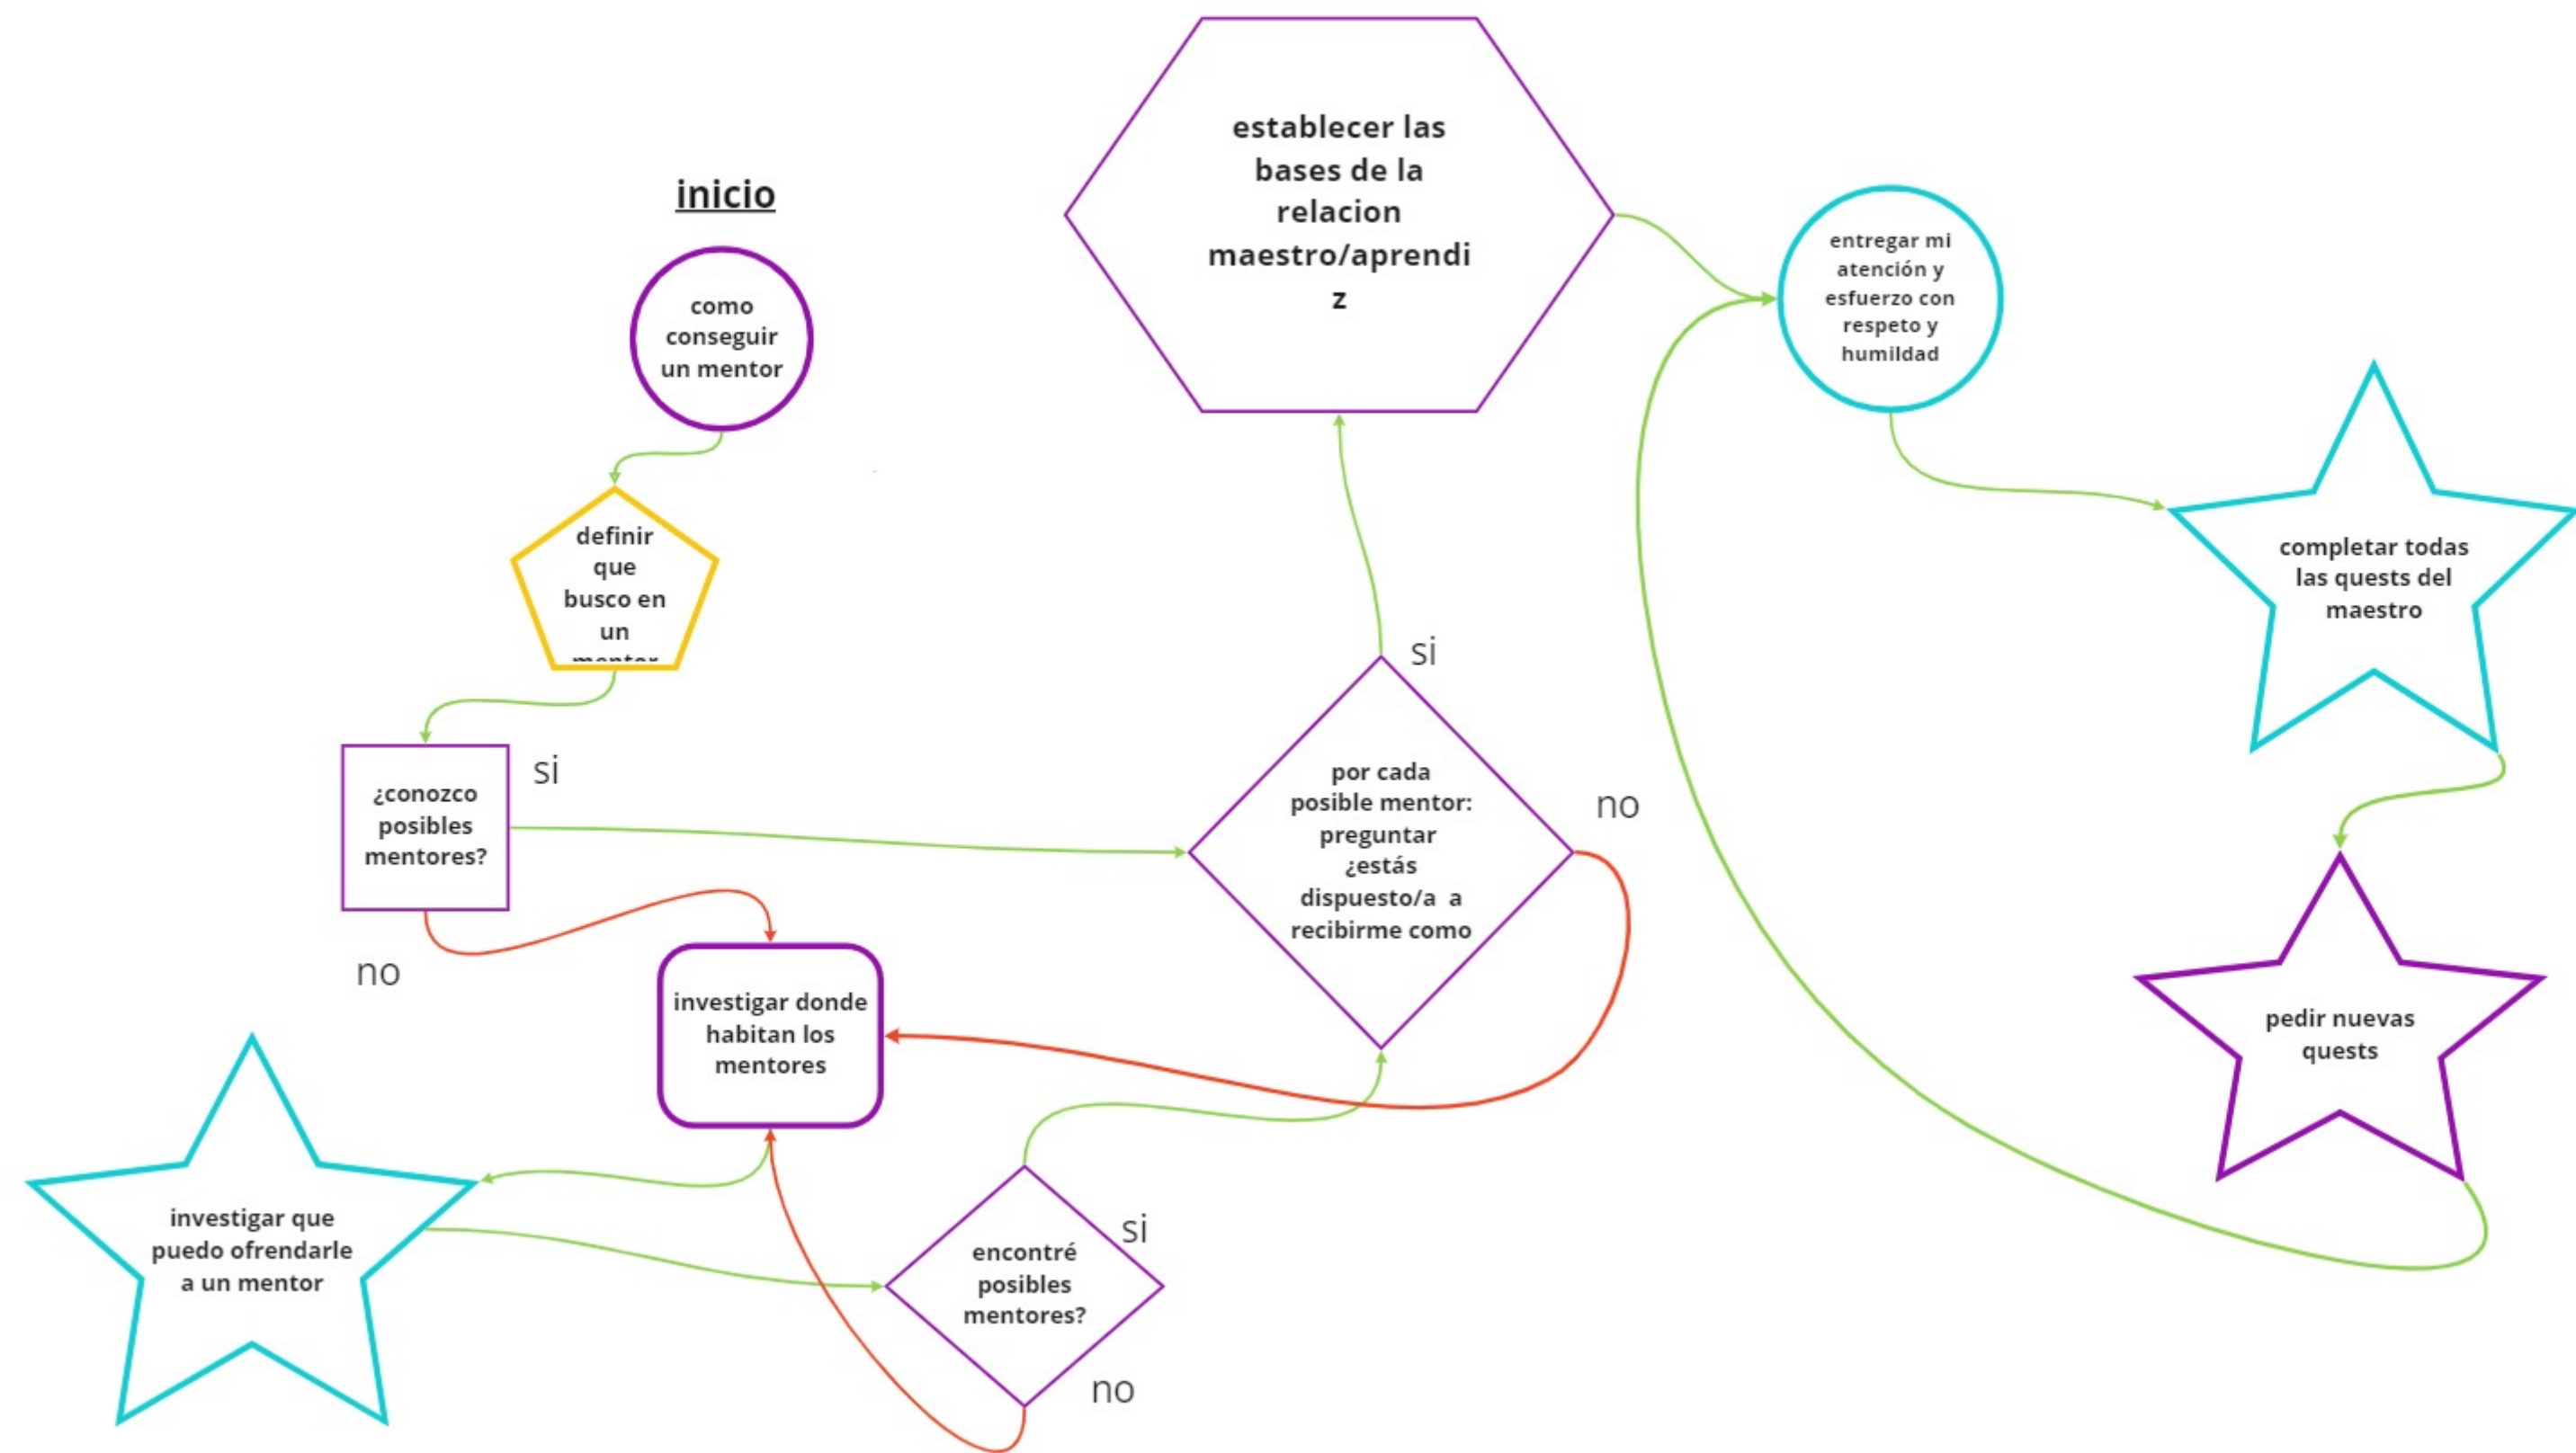 inicio
como
conseguir
un mentor
definir
que
busco en
un
mentor
¿conozco
posibles
mentores?
si
no
investigar donde
habitan los
mentores
investigar que
puedo ofrendarle
a un mentor
encontré
posibles
mentores?
si
no
por cada
posible mentor:
preguntar
¿estás
dispuesto/a  a
recibirme como
si
no
establecer las
bases de la
relacion
maestro/aprendi
z
entregar mi
atención y
esfuerzo con
respeto y
humildad
completar todas
las quests del
maestro
pedir nuevas
quests